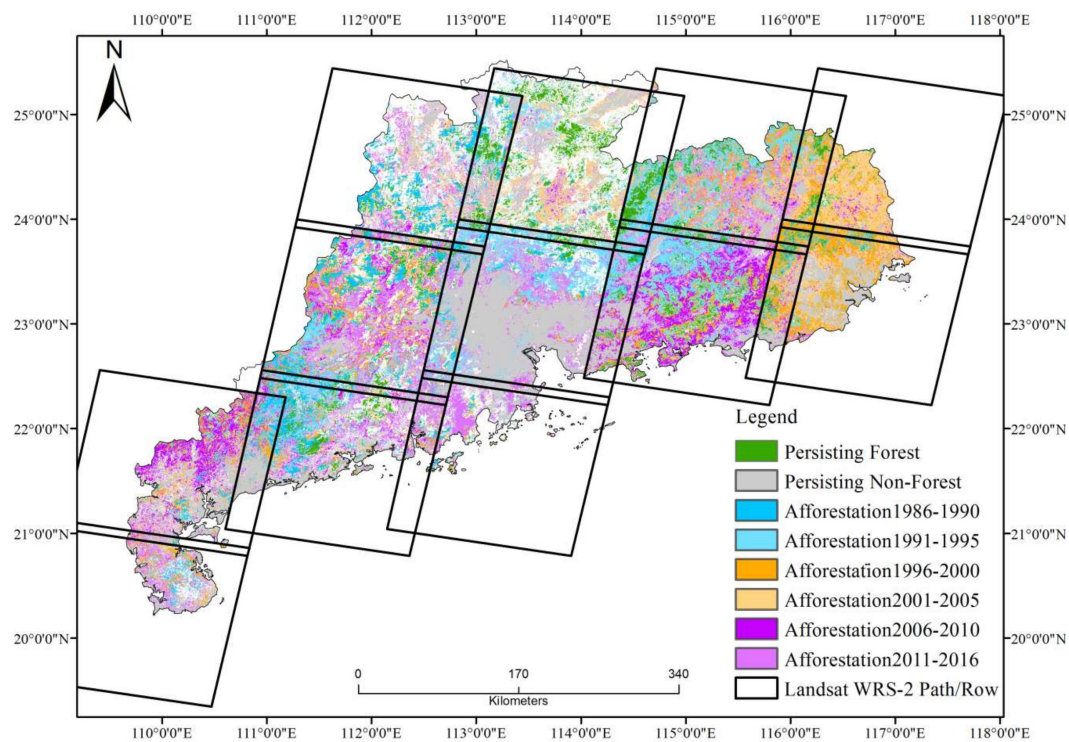 110°0'0"E 111°0'0"E 112°0'0"E 113°0'0"E 114°0'0"E 115°0'0"E 116°0'0"E 117°0'0"E 118°0'0"E
N
25°0'0"N 25°0'0"N
24°0'0"N 24°0'0"N
23°0'0"N 23°0'0"N
22°0'0"N 22°0'0"N
21°0'0"N 21°0'0"N
20°0'0"N 20°0'0"N
Legend
Persisting Forest
Persisting Non-Forest
Afforestation1986-1990
Afforestation1991-1995
Afforestation1996-2000
Afforestation2001-2005
Afforestation2006-2010
Afforestation2011-2016
Landsat WRS-2 Path/Row
0 170 340
Kilometers
110°0'0"E 111°0'0"E 112°0'0"E 113°0'0"E 114°0'0"E 115°0'0"E 116°0'0"E 117°0'0"E 118°0'0"E